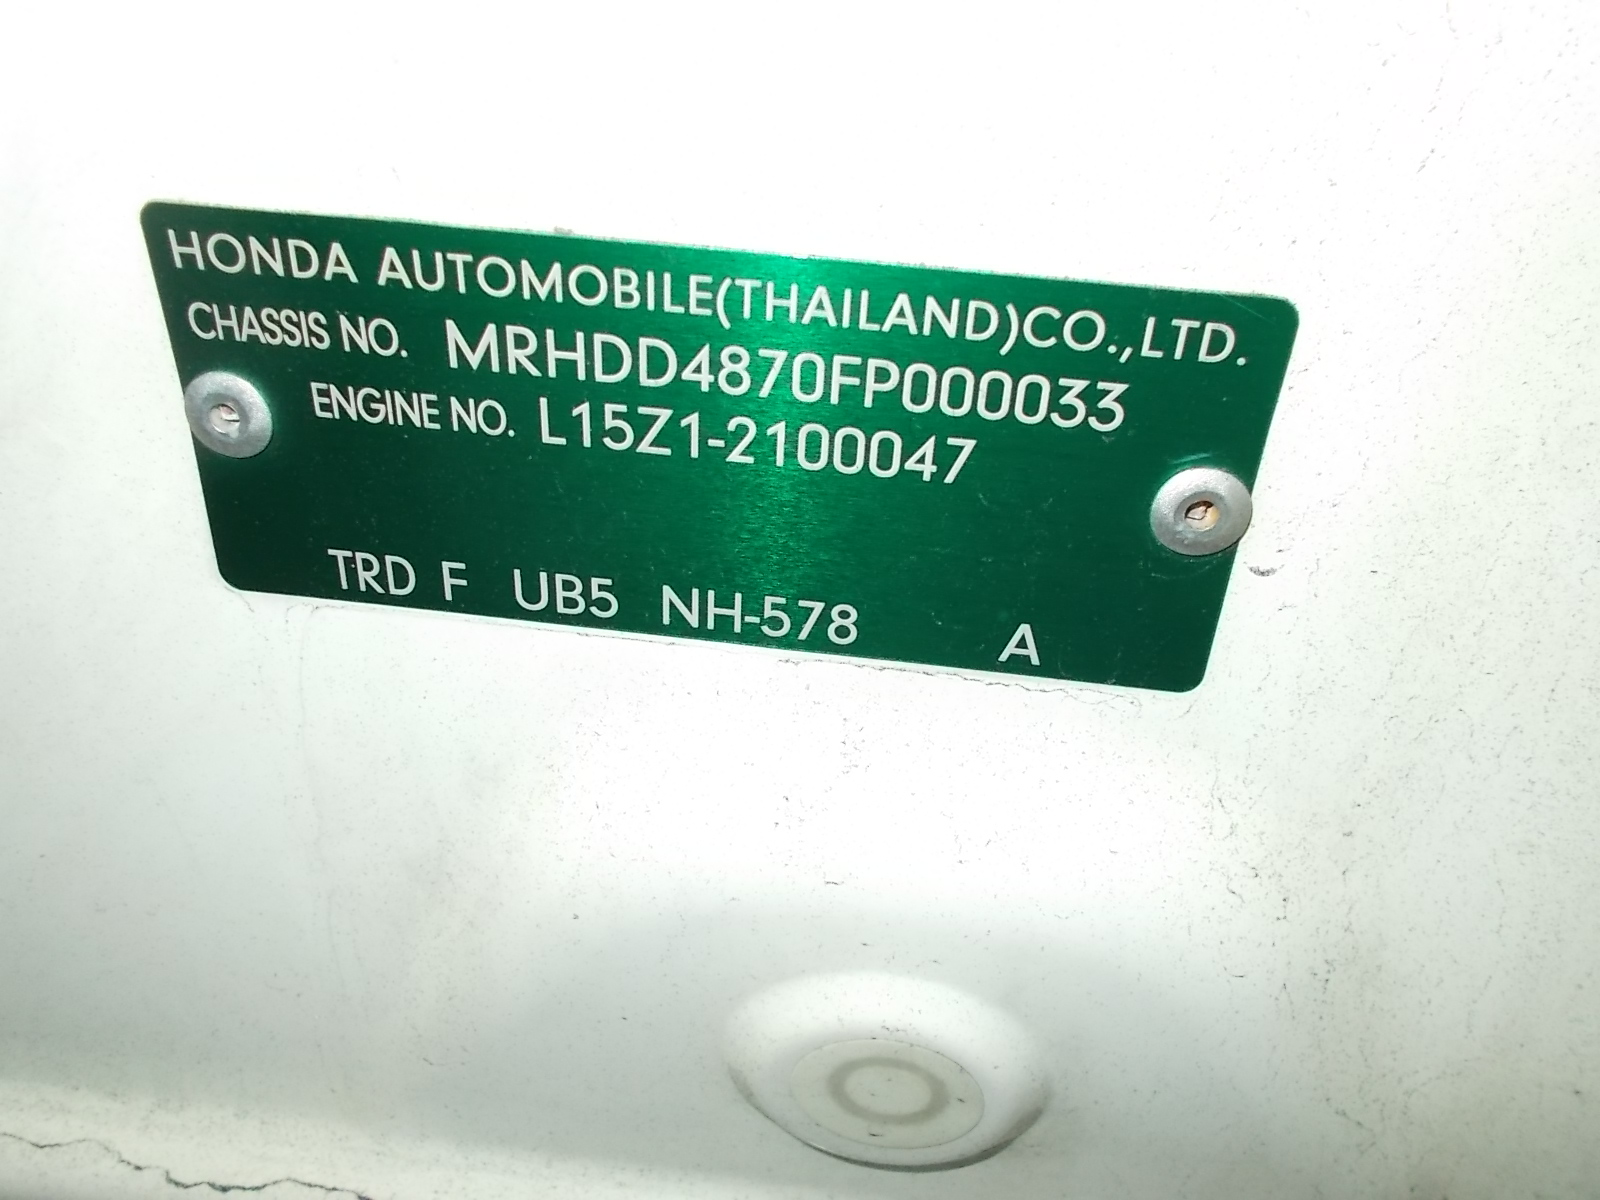 HONDA AUTOMOBILE(THAILAND)CO.,LTD.
CHASSIS NO. MRHDD4870FP000033
ENGINE NO. L15Z1-2100047
TRD F UB5 NH-578 A